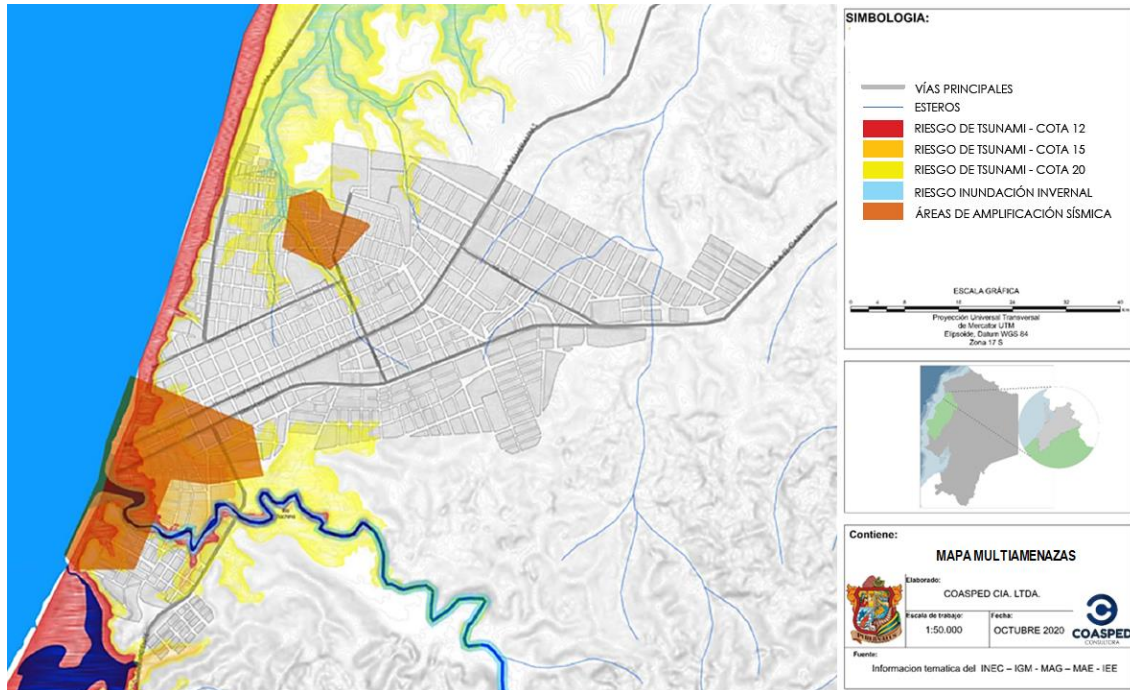 SIMBOLOGIA:
VÍAS PRINCIPALES
ESTEROS
RIESGO DE TSUNAMI - COTA 12
RIESGO DE TSUNAMI - COTA 15
RIESGO DE TSUNAMI - COTA 20
RIESGO INUNDACIÓN INVERNAL
ÁREAS DE AMPLIFICACIÓN SÍSMICA
ESCALA GRÁFICA
Proyección Universal Transversal
de Mercator UTM
Elipsoide, Datum WGS 84
Zona 17 S
Contiene:
MAPA MULTIAMENAZAS
Elaborado:
COASPED CIA. LTDA.
Escala de trabajo:
1:50.000
Fecha:
OCTUBRE 2020
COASPED
CONSULTORA
Fuente:
Informacion tematica del INEC – IGM - MAG – MAE - IEE